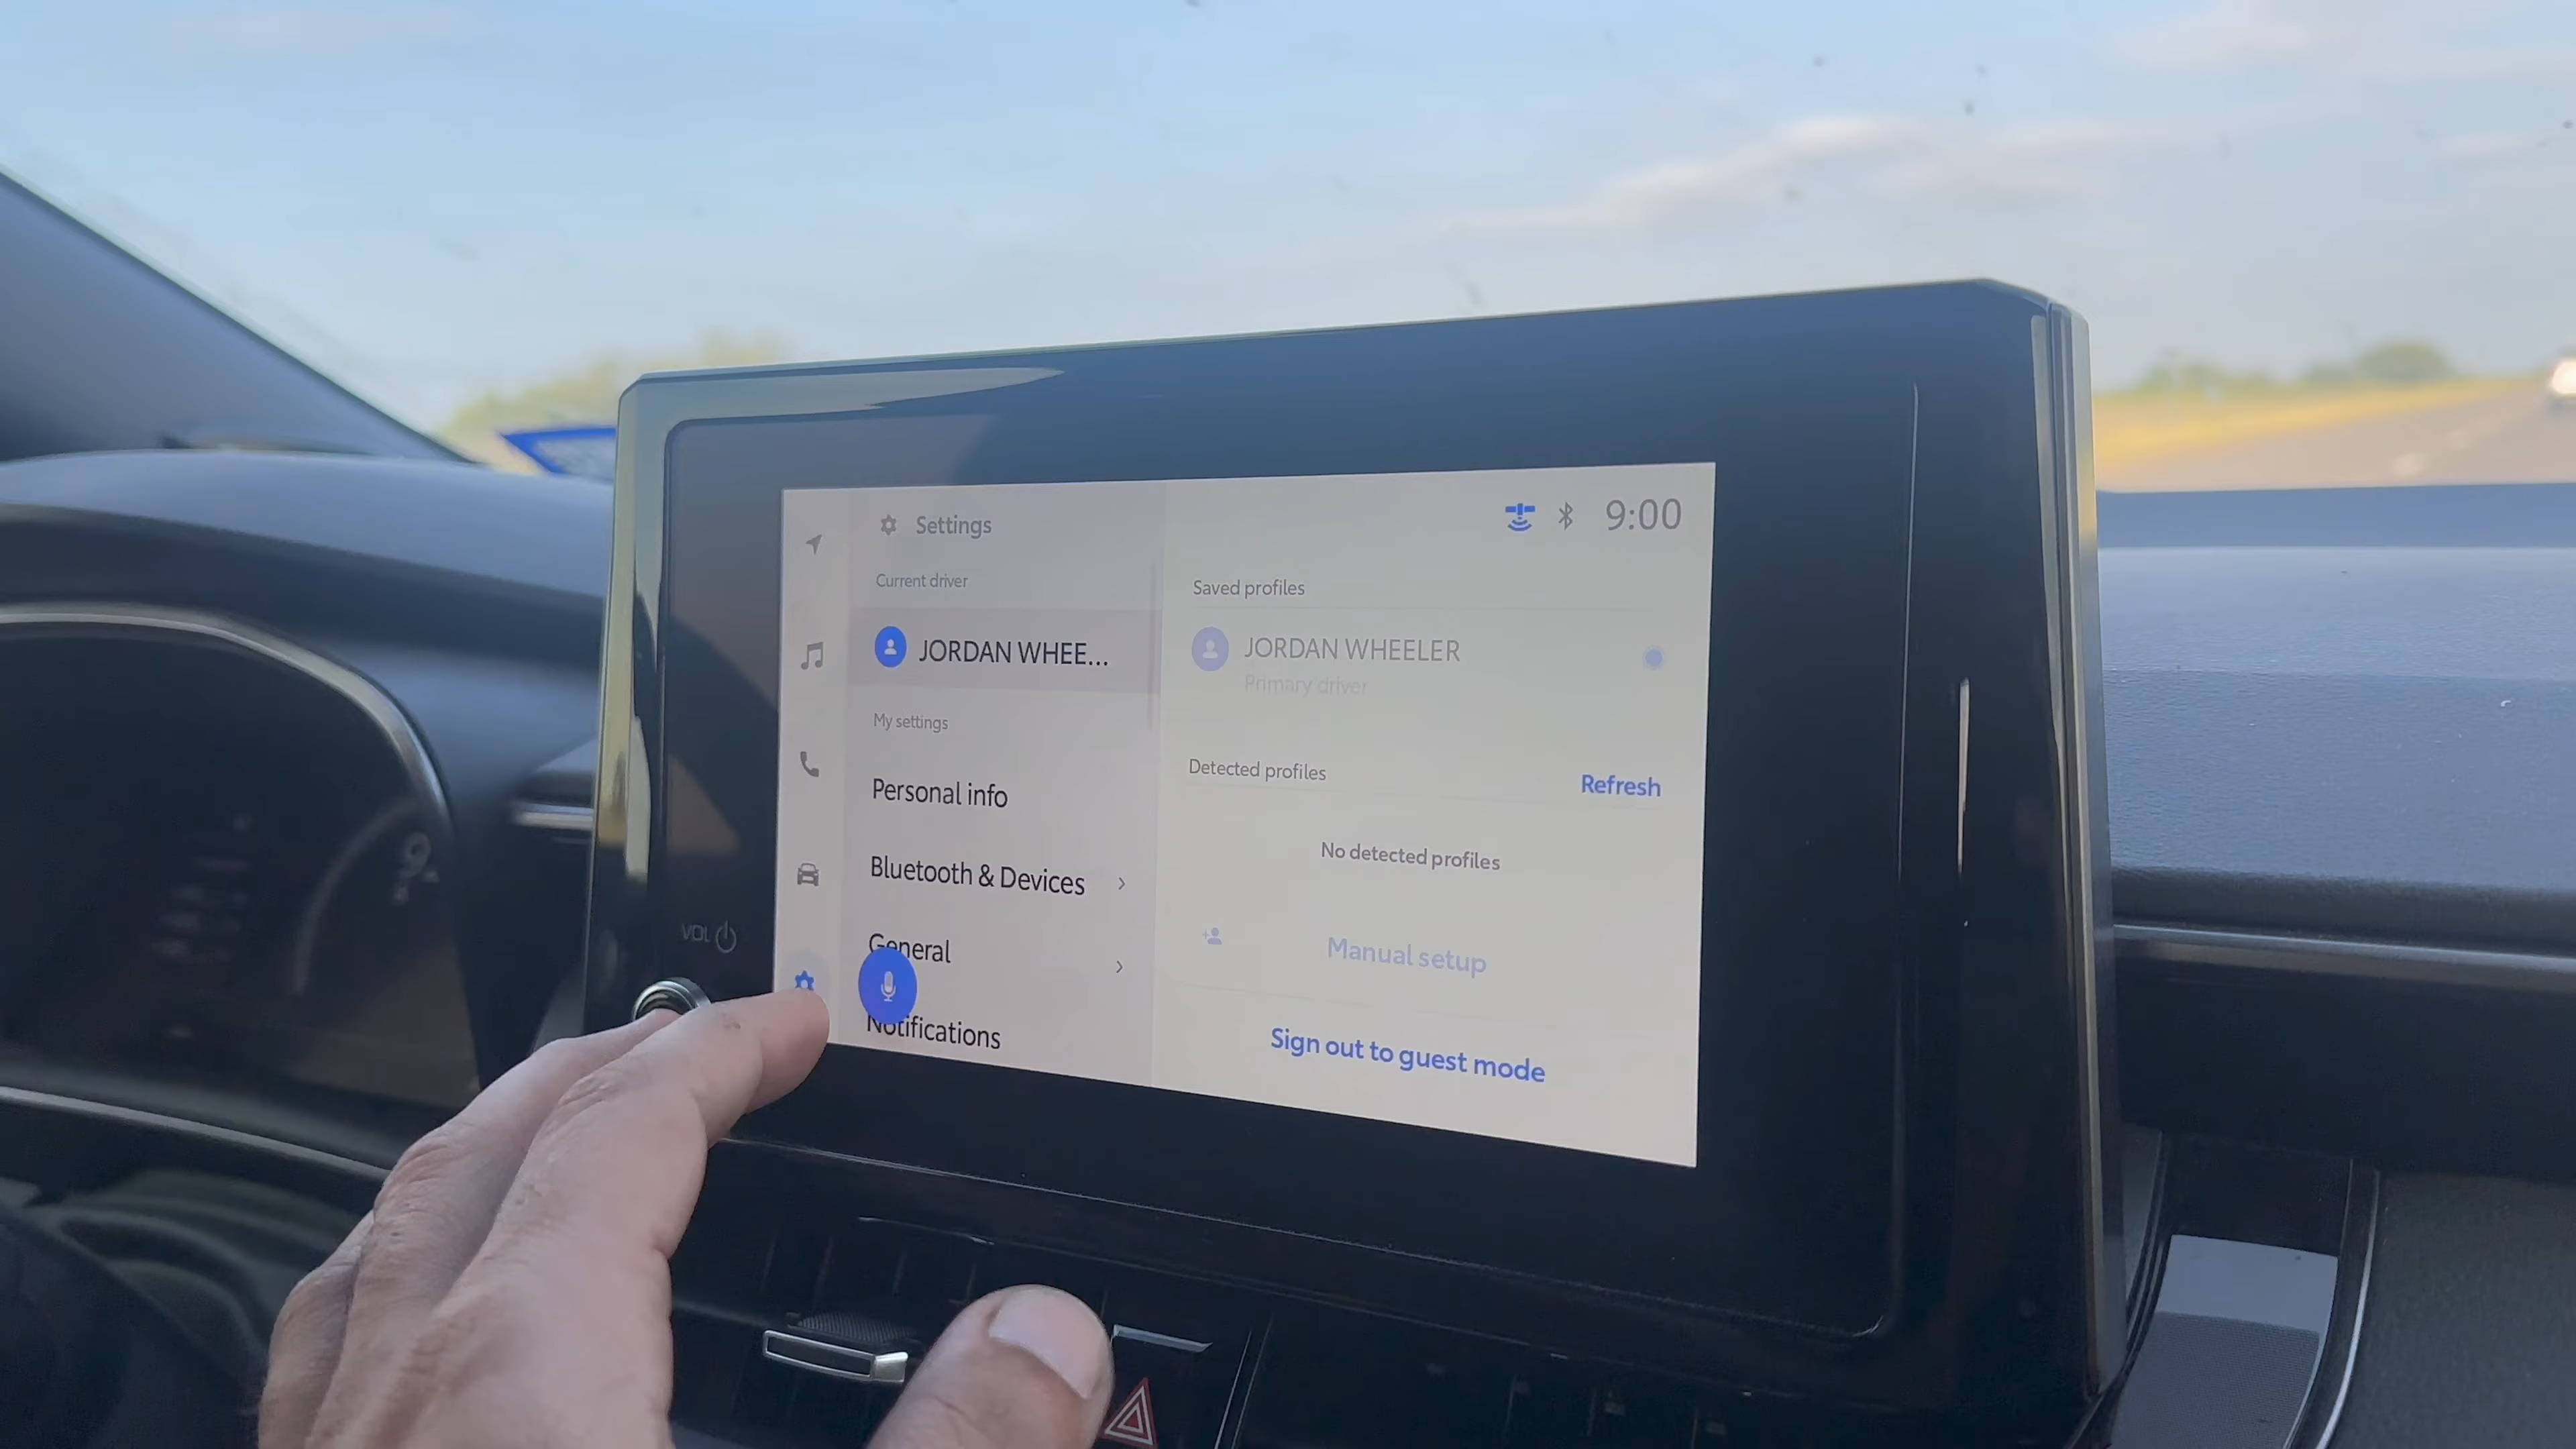 Settings
9:00
Current driver
JORDAN WHEE...
My settings
Personal info
Bluetooth & Devices
General
Notifications
Saved profiles
JORDAN WHEELER
Primary driver
Detected profiles
Refresh
No detected profiles
Manual setup
Sign out to guest mode
VOL